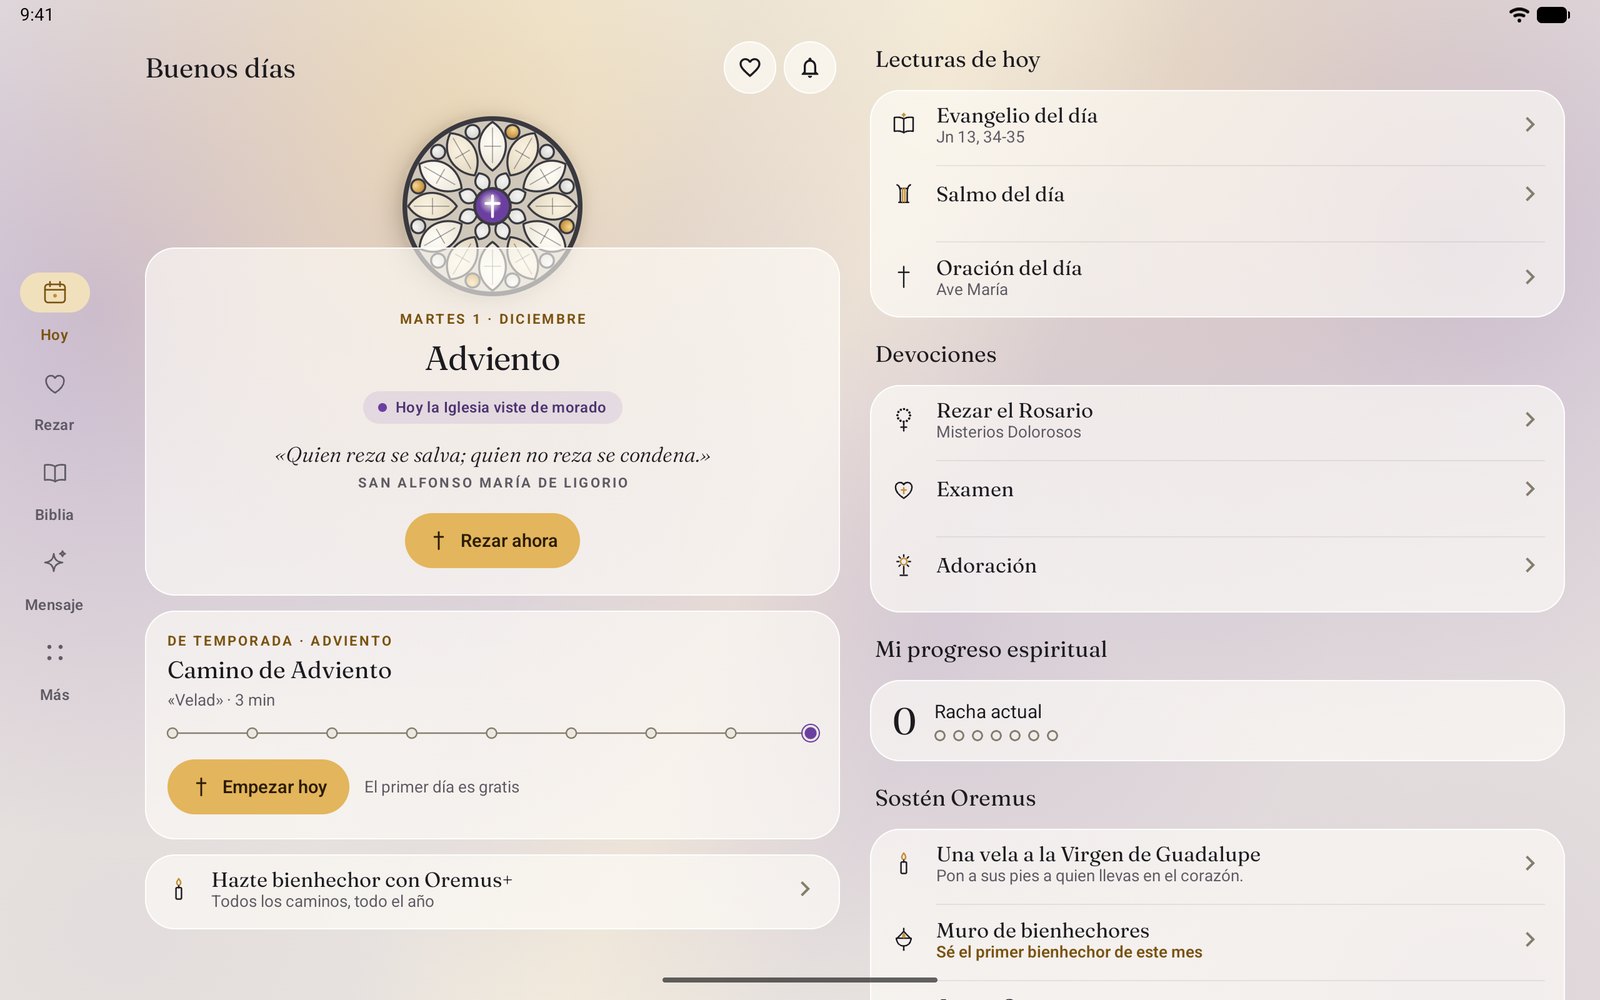 9:41
Buenos días
Hoy
Rezar
Biblia
Mensaje
Más
MARTES 1 · DICIEMBRE
Adviento
Hoy la Iglesia viste de morado
«Quien reza se salva; quien no reza se condena.»
SAN ALFONSO MARÍA DE LIGORIO
Rezar ahora
DE TEMPORADA · ADVIENTO
Camino de Adviento
«Velad» · 3 min
Empezar hoy
El primer día es gratis
Hazte bienhechor con Oremus+
Todos los caminos, todo el año
Lecturas de hoy
Evangelio del día
Jn 13, 34-35
Salmo del día
Oración del día
Ave María
Devociones
Rezar el Rosario
Misterios Dolorosos
Examen
Adoración
Mi progreso espiritual
0
Racha actual
Sostén Oremus
Una vela a la Virgen de Guadalupe
Pon a sus pies a quien llevas en el corazón.
Muro de bienhechores
Sé el primer bienhechor de este mes